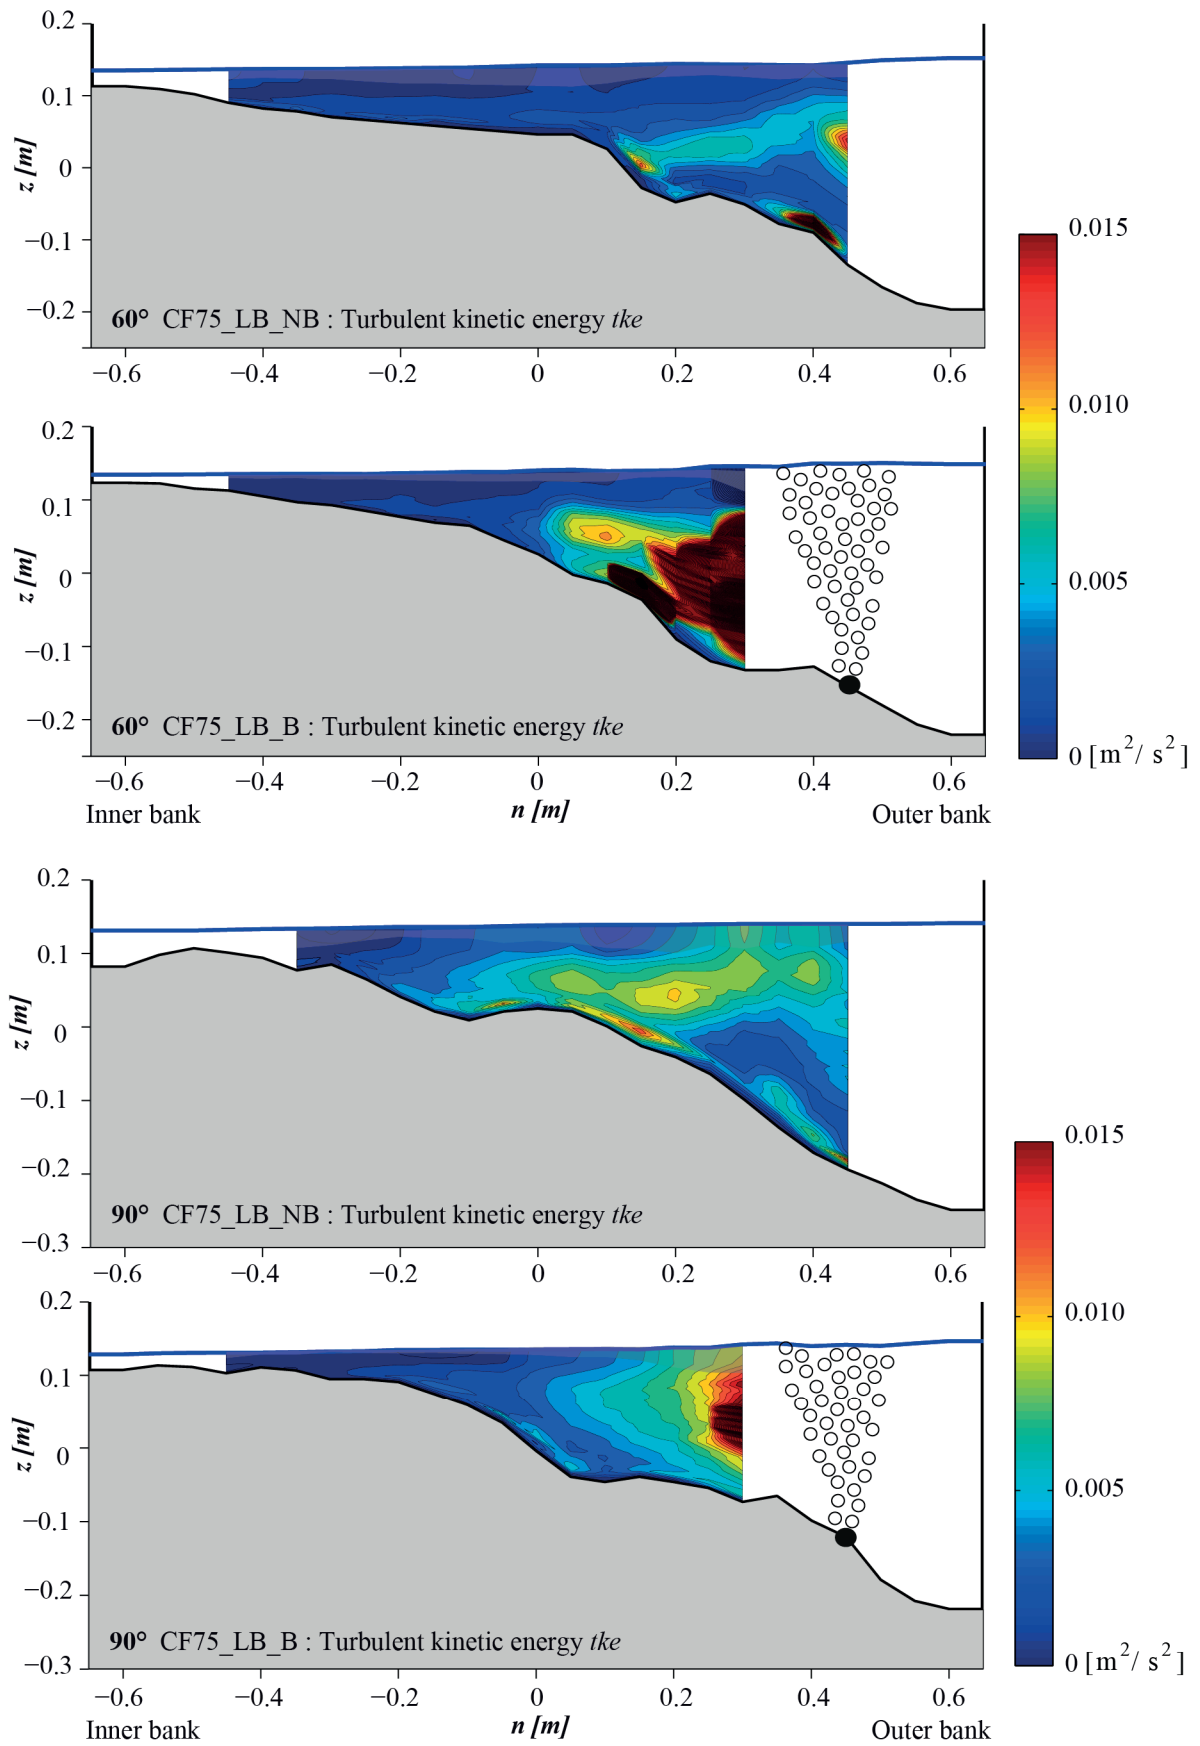 0.2
0.1
0
−0.1
−0.2
z [m]
60° CF75_LB_NB : Turbulent kinetic energy tke
−0.6 −0.4 −0.2 0 0.2 0.4 0.6
0.2
0.1
0
−0.1
−0.2
z [m]
60° CF75_LB_B : Turbulent kinetic energy tke
−0.6 −0.4 −0.2 0 0.2 0.4 0.6
Inner bank n [m] Outer bank
0.015
0.010
0.005
0 [m²/ s²]
0.2
0.1
0
−0.1
−0.2
−0.3
z [m]
90° CF75_LB_NB : Turbulent kinetic energy tke
−0.6 −0.4 −0.2 0 0.2 0.4 0.6
0.2
0.1
0
−0.1
−0.2
−0.3
z [m]
90° CF75_LB_B : Turbulent kinetic energy tke
−0.6 −0.4 −0.2 0 0.2 0.4 0.6
Inner bank n [m] Outer bank
0.015
0.010
0.005
0 [m²/ s²]